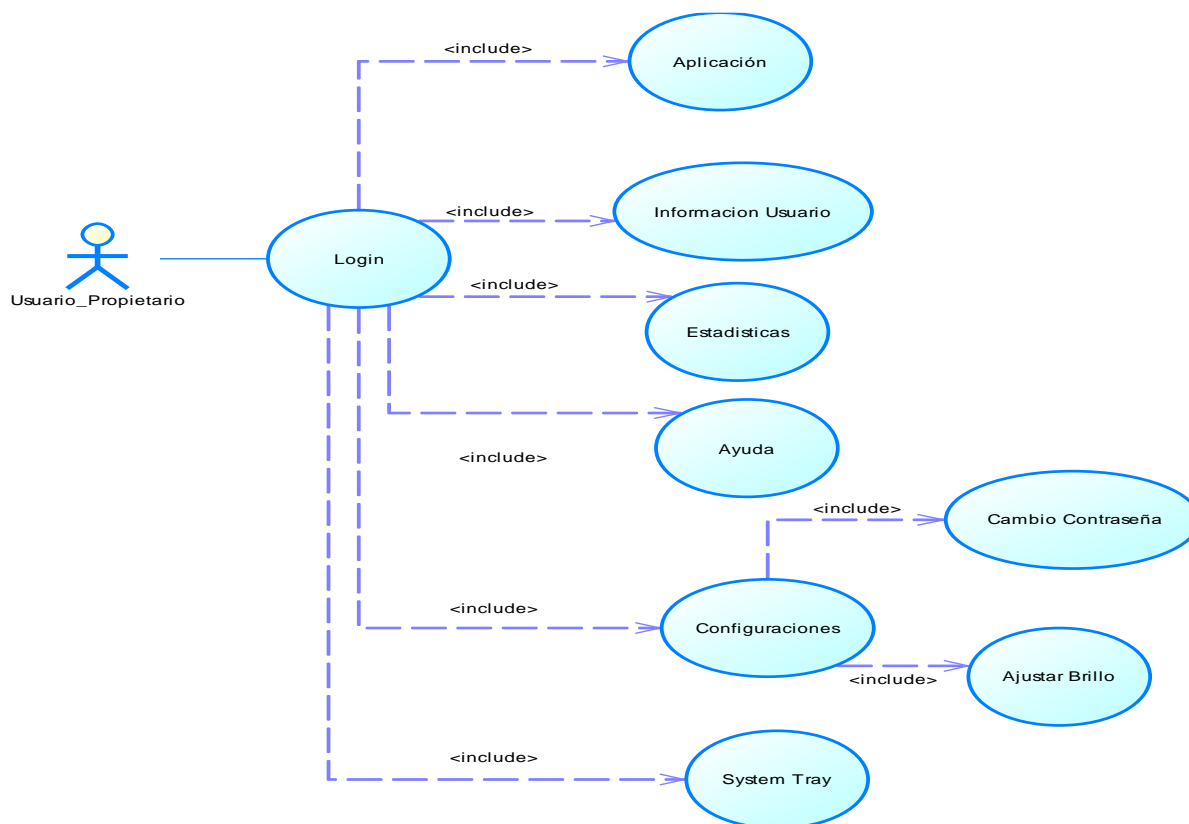 <include>
Aplicación
<include>
Informacion Usuario
Login
Usuario_Propietario
<include>
Estadisticas
Ayuda
<include>
<include>
Cambio Contraseña
<include>
Configuraciones
Ajustar Brillo
<include>
<include>
System Tray